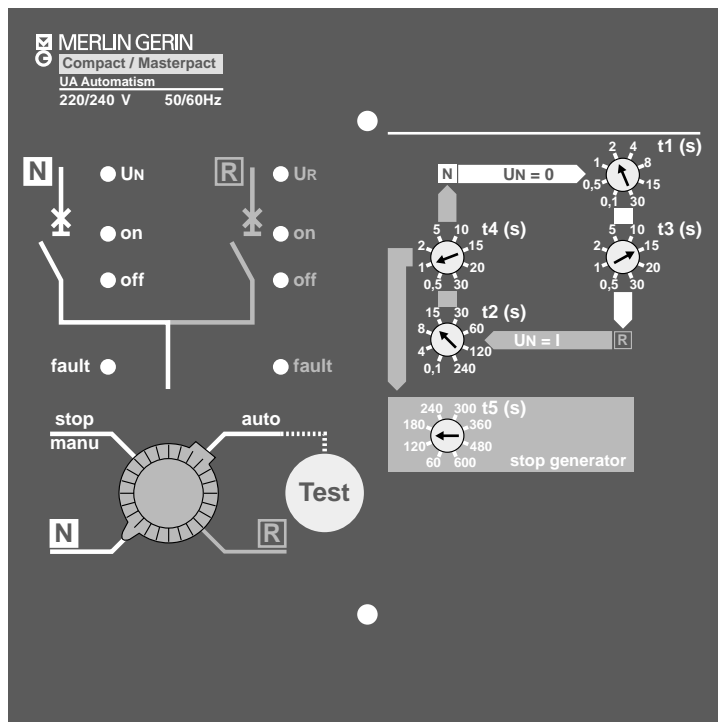 MERLIN GERIN
Compact / Masterpact
UA Automatism
220/240 V 50/60Hz
N
UN
R
UR
on
on
off
off
fault
fault
stop
manu
auto
Test
N
R
N
UN = 0
t1 (s)
0,1
0,5
1
2
4
8
15
30
t4 (s)
0,5
1
2
5
10
15
20
30
t3 (s)
0,5
1
2
5
10
15
20
30
t2 (s)
0,1
4
8
15
30
60
120
240
UN = I
R
t5 (s)
60
120
180
240
300
360
480
600
stop generator